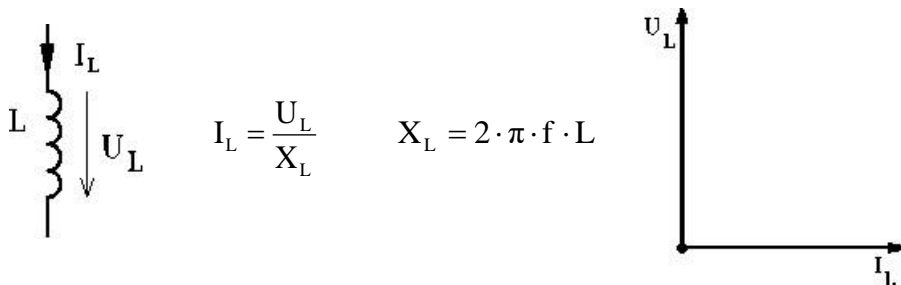 I_L
L
U_L
I_L = U_L / X_L
X_L = 2 · π · f · L
U_L
I_L